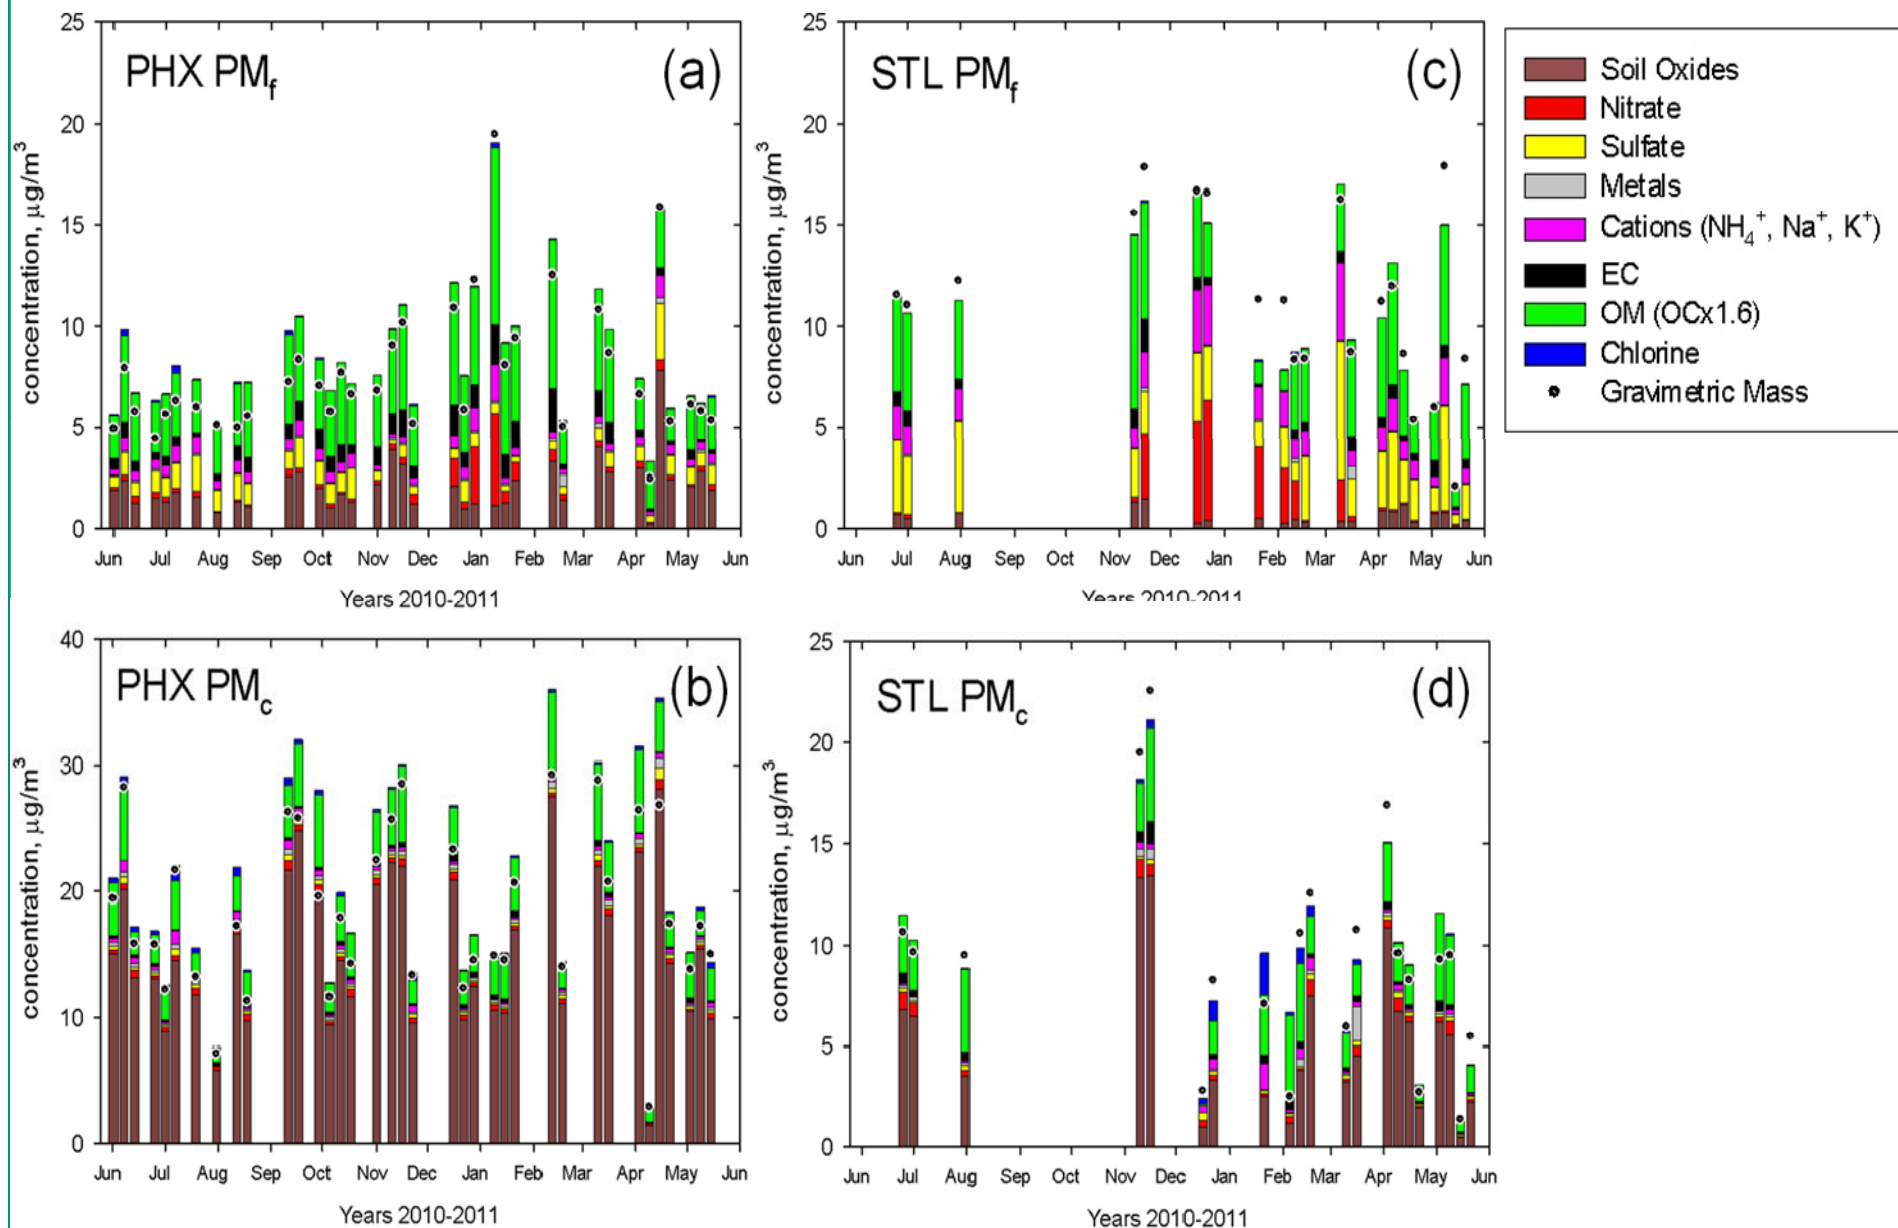 25
20
15
10
5
0
concentration, µg/m³
PHX PMf
(a)
Jun Jul Aug Sep Oct Nov Dec Jan Feb Mar Apr May Jun
Years 2010-2011
25
20
15
10
5
0
concentration, µg/m³
STL PMf
(c)
Jun Jul Aug Sep Oct Nov Dec Jan Feb Mar Apr May Jun
Years 2010-2011
Soil Oxides
Nitrate
Sulfate
Metals
Cations (NH₄⁺, Na⁺, K⁺)
EC
OM (OCx1.6)
Chlorine
Gravimetric Mass
40
30
20
10
0
concentration, µg/m³
PHX PMc
(b)
Jun Jul Aug Sep Oct Nov Dec Jan Feb Mar Apr May Jun
Years 2010-2011
25
20
15
10
5
0
concentration, µg/m³
STL PMc
(d)
Jun Jul Aug Sep Oct Nov Dec Jan Feb Mar Apr May Jun
Years 2010-2011